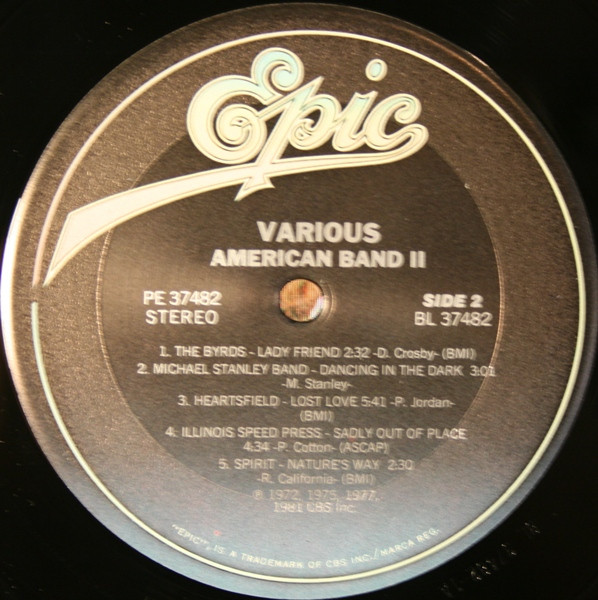 Epic
VARIOUS
AMERICAN BAND II
PE 37482
STEREO
SIDE 2
BL 37482
1. THE BYRDS - LADY FRIEND 2:32 -D. Crosby- (BMI)
2. MICHAEL STANLEY BAND - DANCING IN THE DARK 3:01
-M. Stanley-
3. HEARTSFIELD - LOST LOVE 5:41 -P. Jordan-
(BMI)
4. ILLINOIS SPEED PRESS - SADLY OUT OF PLACE
4:34 -P. Cotton- (ASCAP)
5. SPIRIT - NATURE'S WAY 2:30
-R. California- (BMI)
℗ 1972, 1975, 1977,
1981 CBS Inc.
"EPIC", IS A TRADEMARK OF CBS INC./MARCA REG.